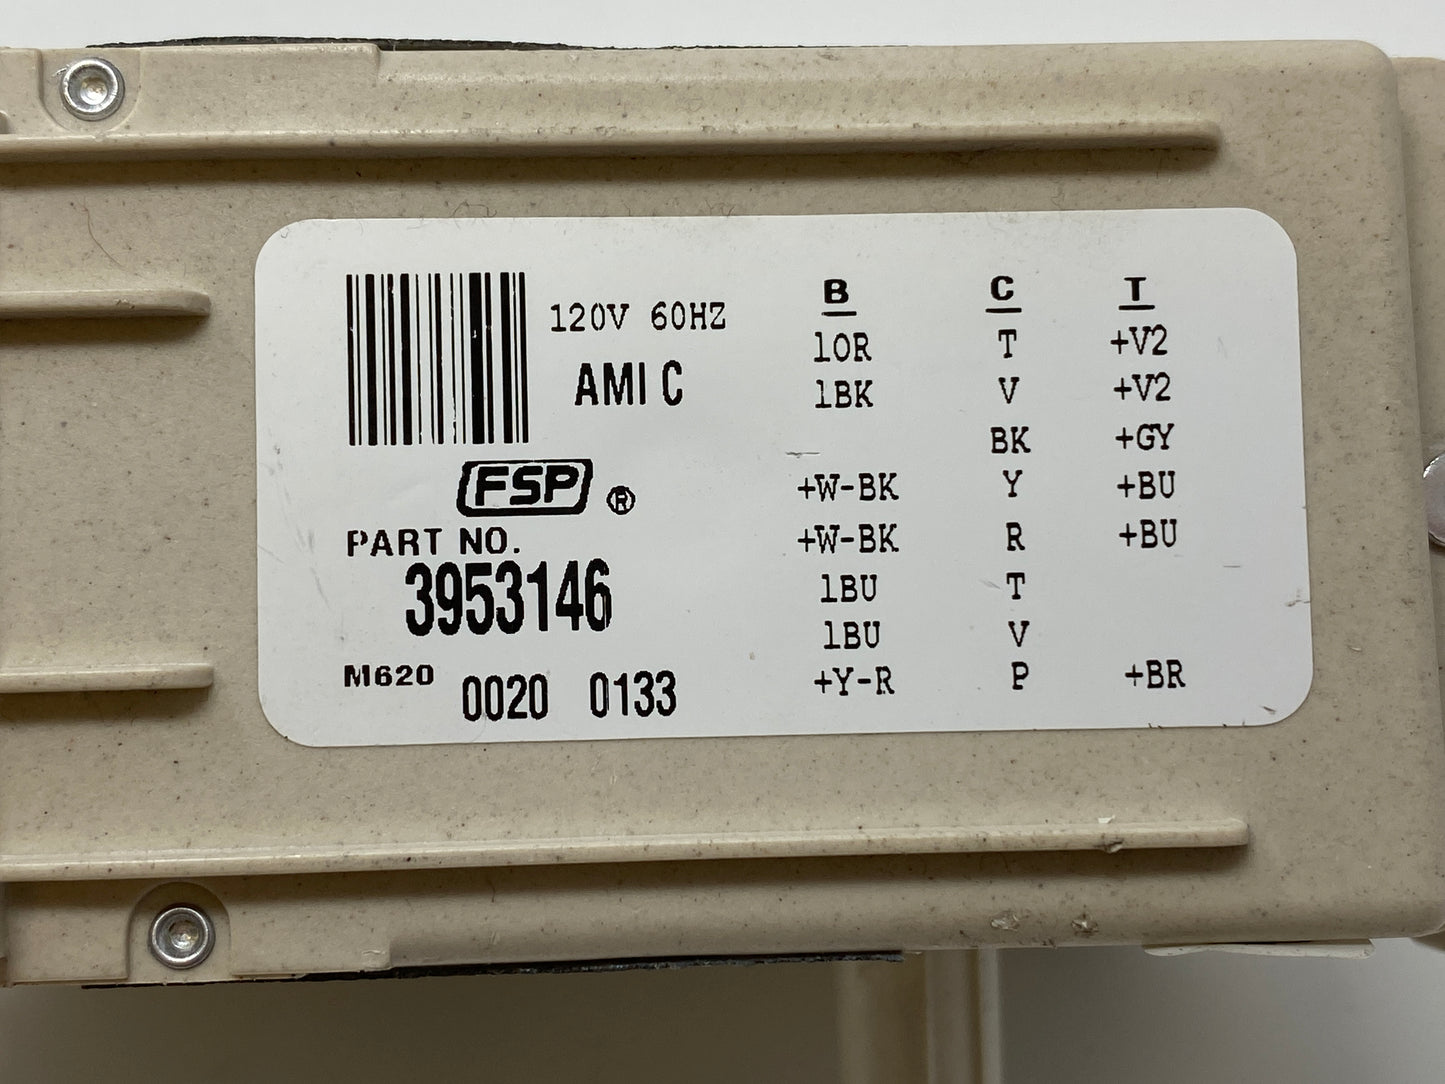 120V 60HZ
AMI C
FSP ®
PART NO.
3953146
M620 0020 0133
B C T
1OR T +V2
1BK V +V2
BK +GY
+W-BK Y +BU
+W-BK R +BU
1BU T
1BU V
+Y-R P +BR